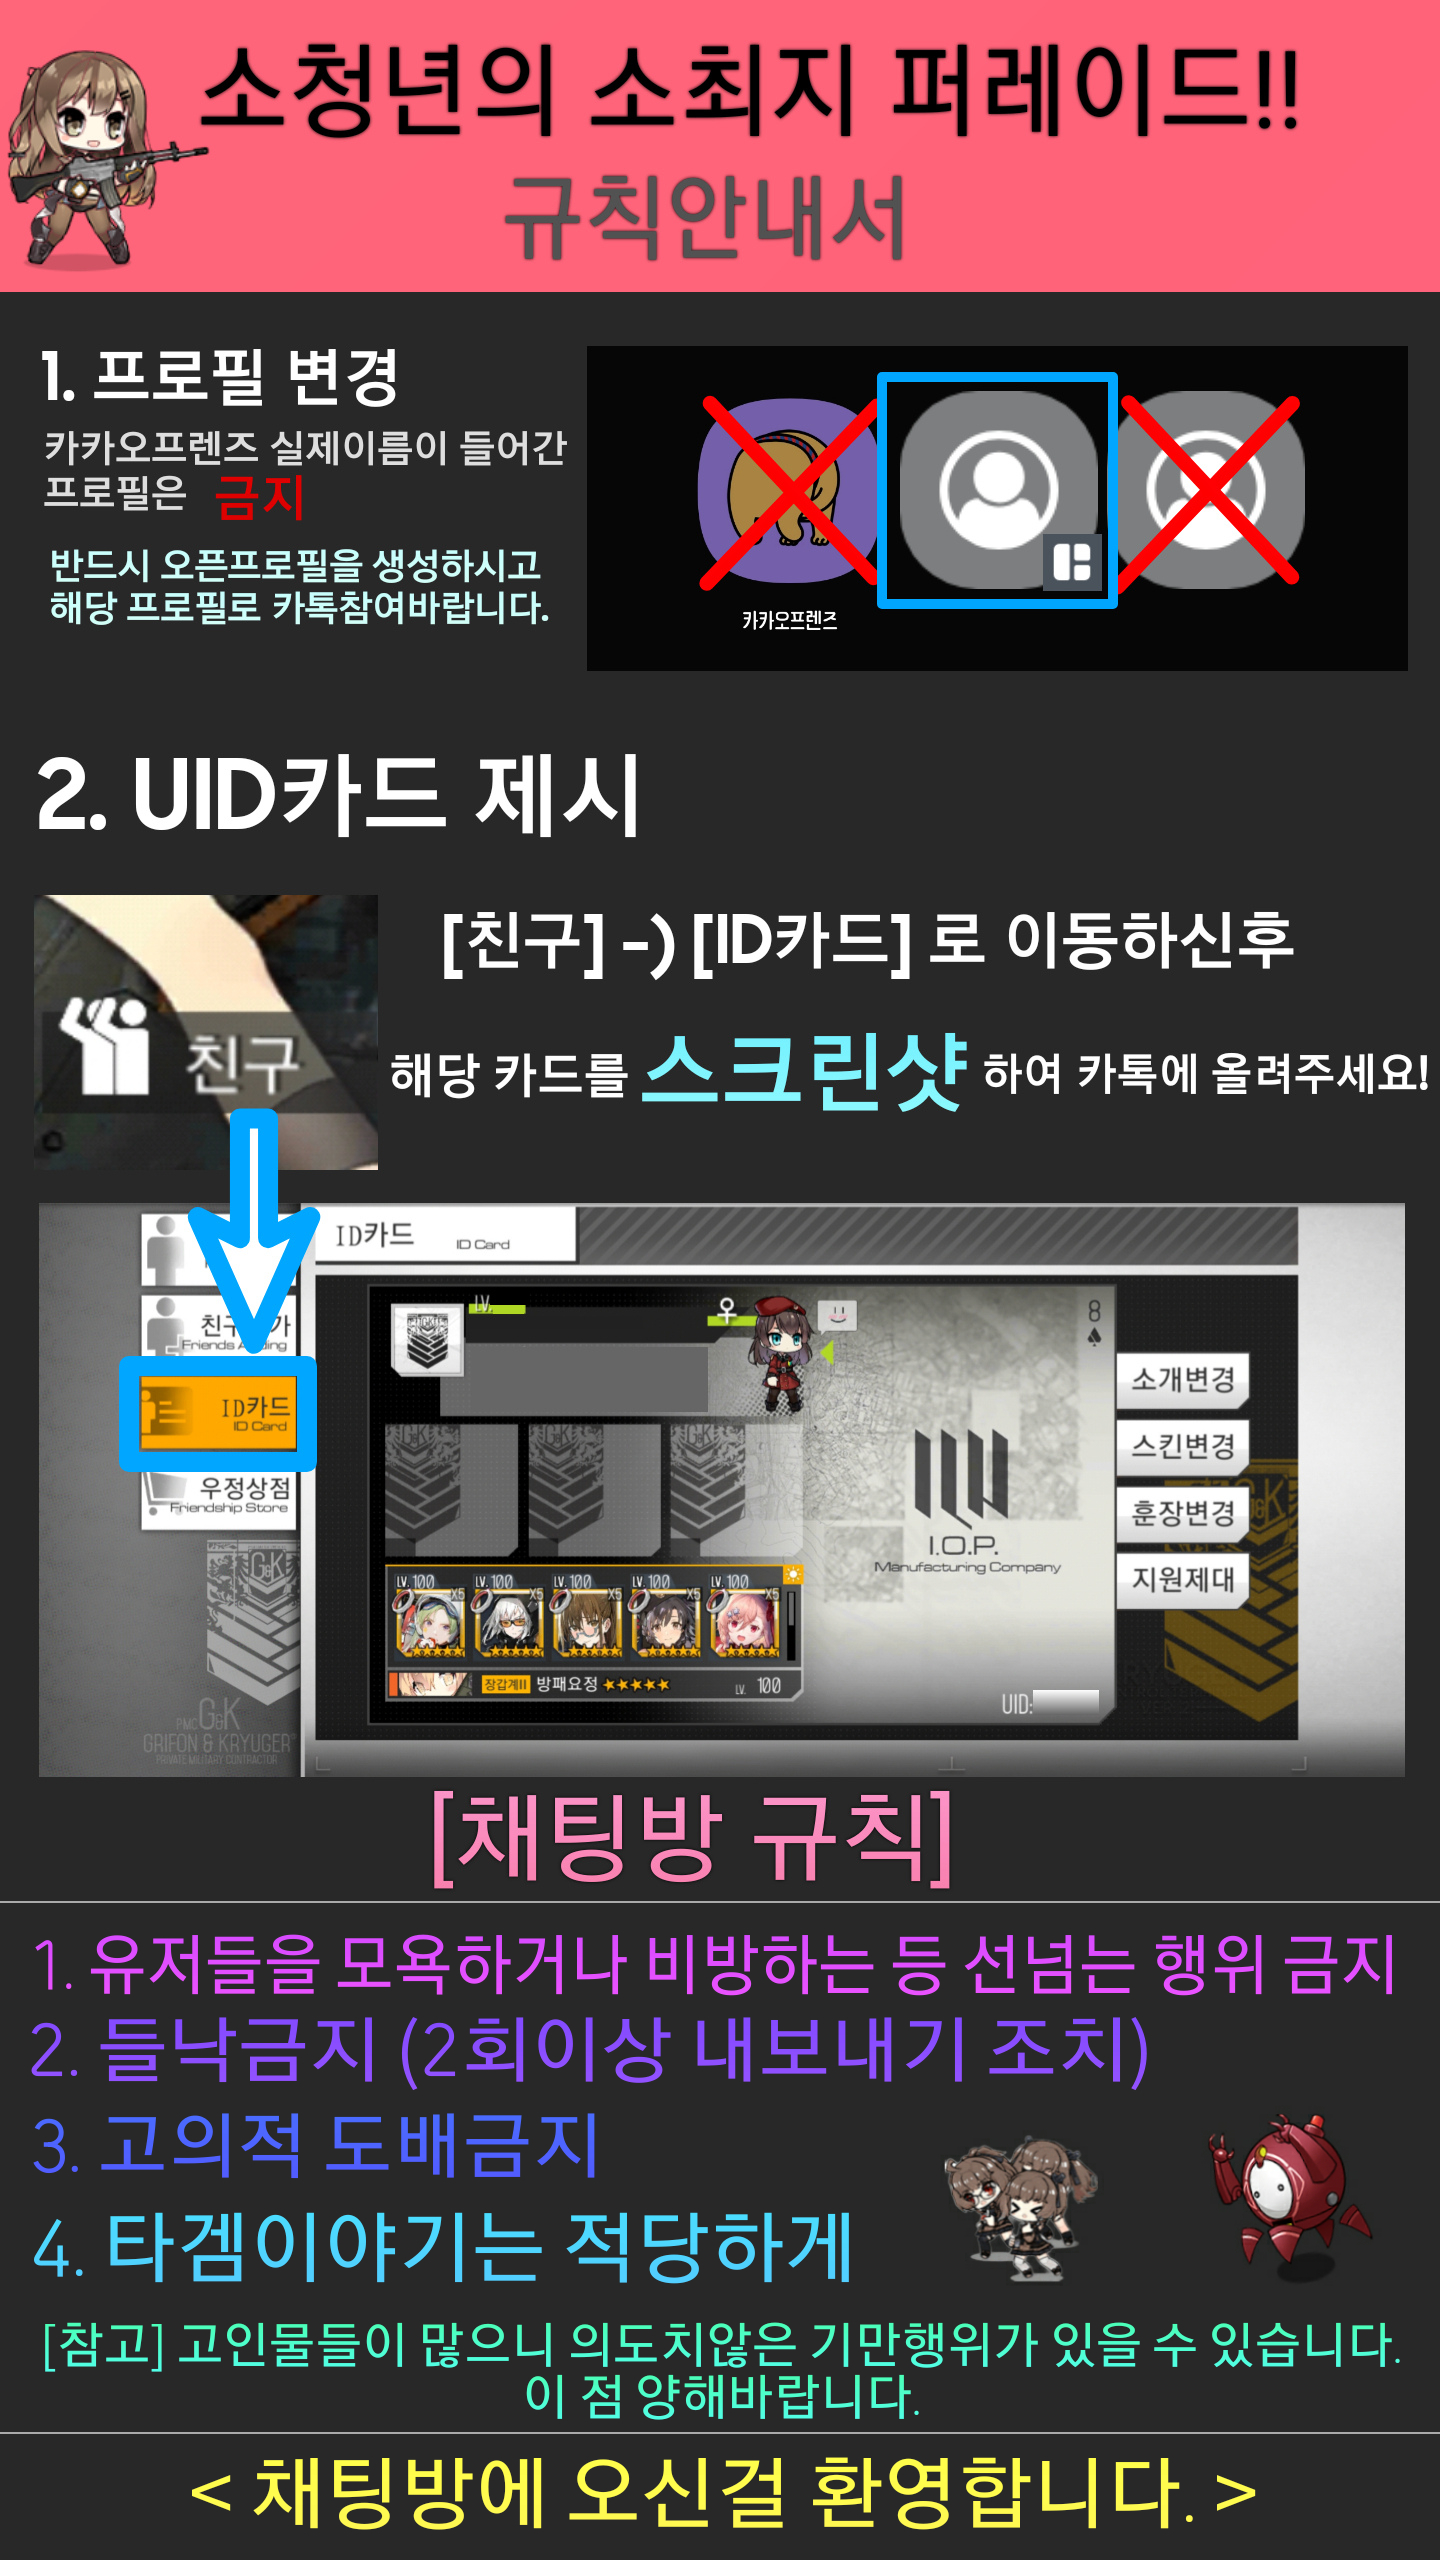 소청년의 소최지 퍼레이드!!
규칙안내서
1. 프로필 변경
카카오프렌즈 실제이름이 들어간
프로필은 금지
반드시 오픈프로필을 생성하시고
해당 프로필로 카톡참여바랍니다.
카카오프렌즈
2. UID카드 제시
[친구] -) [ID카드] 로 이동하신후
친구
해당 카드를 스크린샷 하여 카톡에 올려주세요!
ID카드 ID Card
LV.
8
ID카드
ID Card
우정상점
Friendship Store
소개변경
스킨변경
훈장변경
지원제대
I.O.P.
Manufacturing Company
LV.100 LV.100 LV.100 LV.100 LV.100
X5 X5 X5 X5 X5
장갑계II 방패요정 ★★★★★ LV. 100
UID:
G&K
PMC G&K
GRIFON & KRYUGER
PRIVATE MILITARY CONTRACTOR
[채팅방 규칙]
1. 유저들을 모욕하거나 비방하는 등 선넘는 행위 금지
2. 들낙금지 (2회이상 내보내기 조치)
3. 고의적 도배금지
4. 타겜이야기는 적당하게
[참고] 고인물들이 많으니 의도치않은 기만행위가 있을 수 있습니다.
이 점 양해바랍니다.
< 채팅방에 오신걸 환영합니다. >